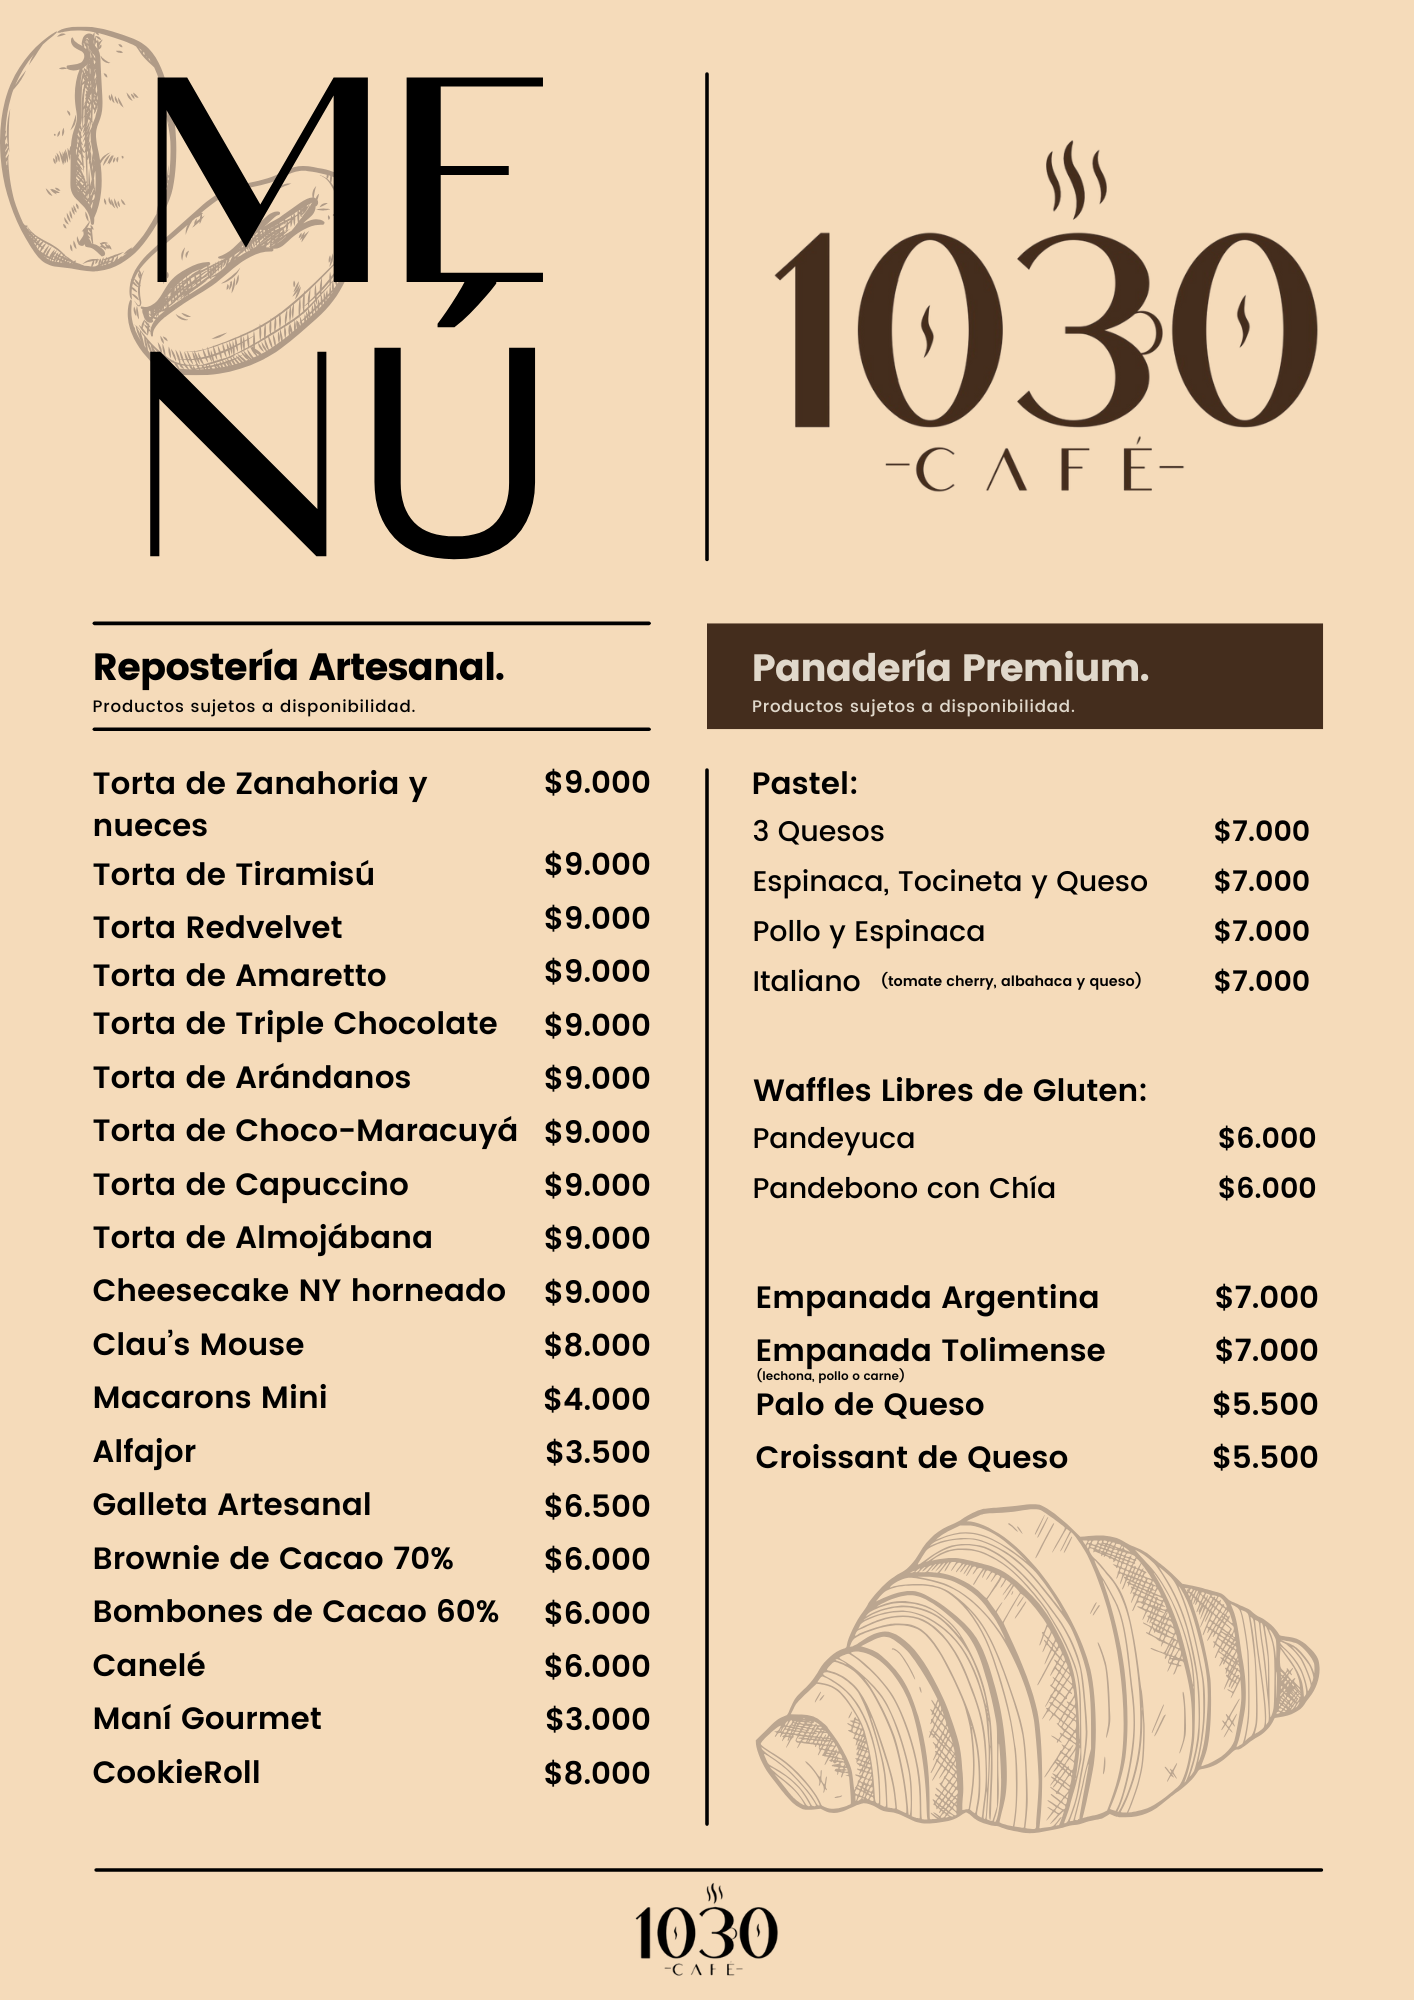 MÉ
NÚ
1030
-CAFÉ-
Repostería Artesanal.
Productos sujetos a disponibilidad.
Torta de Zanahoria y $9.000
nueces
Torta de Tiramisú $9.000
Torta Redvelvet $9.000
Torta de Amaretto $9.000
Torta de Triple Chocolate $9.000
Torta de Arándanos $9.000
Torta de Choco-Maracuyá $9.000
Torta de Capuccino $9.000
Torta de Almojábana $9.000
Cheesecake NY horneado $9.000
Clau's Mouse $8.000
Macarons Mini $4.000
Alfajor $3.500
Galleta Artesanal $6.500
Brownie de Cacao 70% $6.000
Bombones de Cacao 60% $6.000
Canelé $6.000
Maní Gourmet $3.000
CookieRoll $8.000
Panadería Premium.
Productos sujetos a disponibilidad.
Pastel:
3 Quesos $7.000
Espinaca, Tocineta y Queso $7.000
Pollo y Espinaca $7.000
Italiano (tomate cherry, albahaca y queso) $7.000
Waffles Libres de Gluten:
Pandeyuca $6.000
Pandebono con Chía $6.000
Empanada Argentina $7.000
Empanada Tolimense $7.000
(lechona, pollo o carne)
Palo de Queso $5.500
Croissant de Queso $5.500
1030
-CAFÉ-